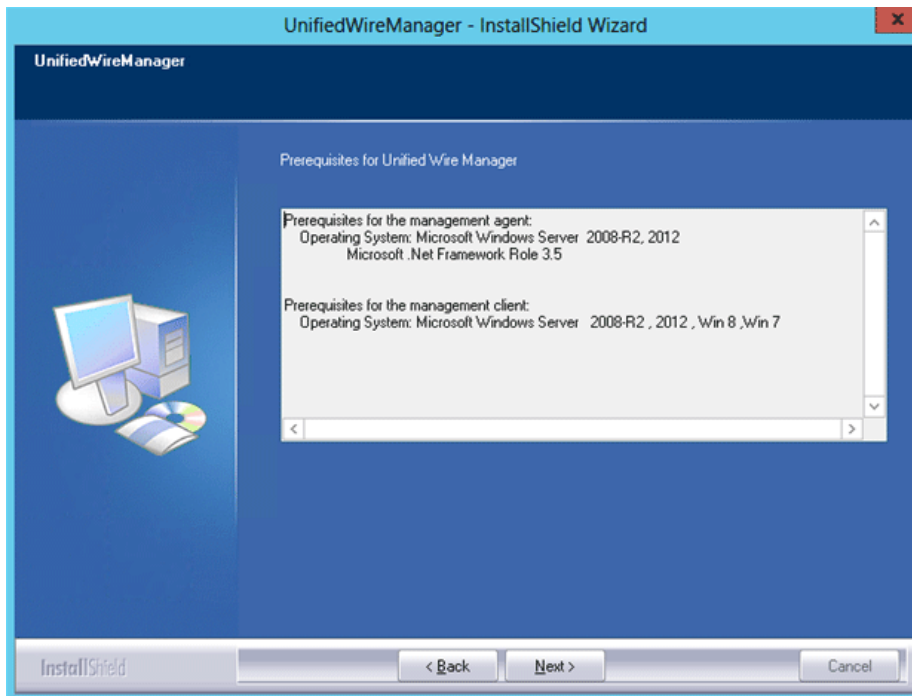 UnifiedWireManager - InstallShield Wizard
x
UnifiedWireManager
Prerequisites for Unified Wire Manager
Prerequisites for the management agent:
Operating System: Microsoft Windows Server 2008-R2, 2012
Microsoft .Net Framework Role 3.5
Prerequisites for the management client:
Operating System: Microsoft Windows Server 2008-R2 , 2012 , Win 8 ,Win 7
InstallShield
< Back
Next >
Cancel